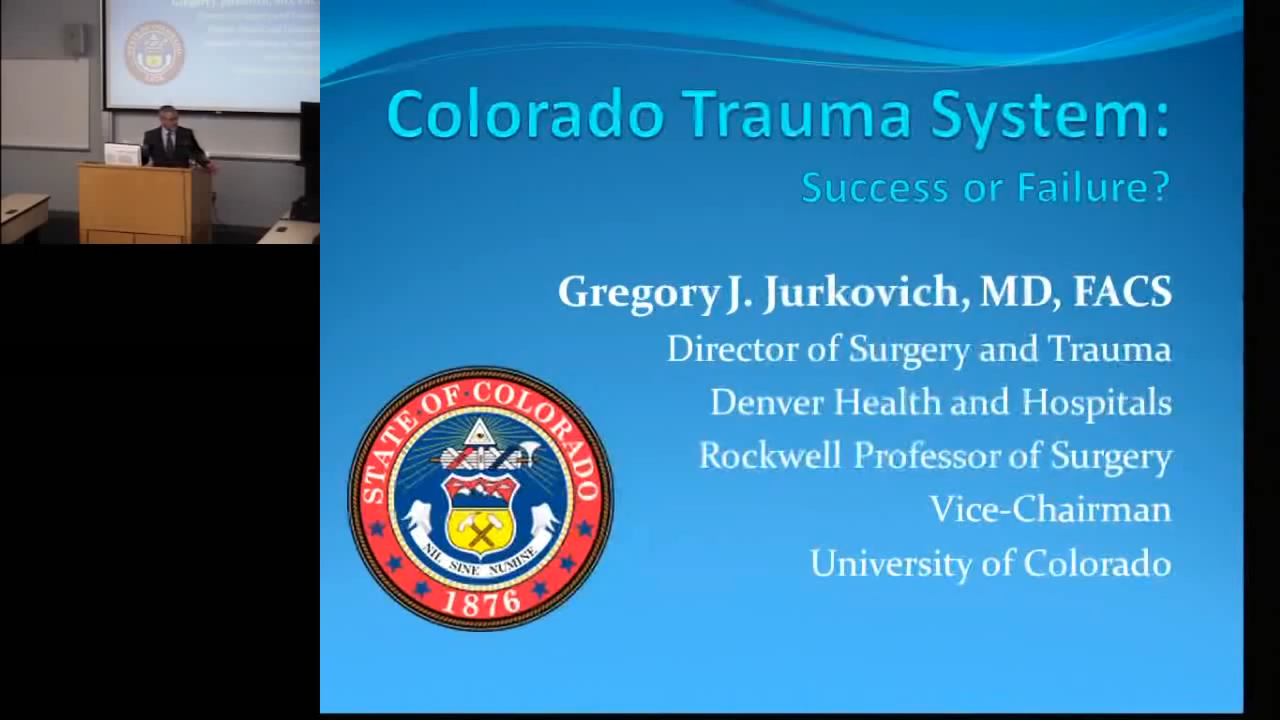 Colorado Trauma System:
Success or Failure?
Gregory J. Jurkovich, MD, FACS
Director of Surgery and Trauma
Denver Health and Hospitals
Rockwell Professor of Surgery
Vice-Chairman
University of Colorado
STATE OF COLORADO
NIL SINE NUMINE
1876